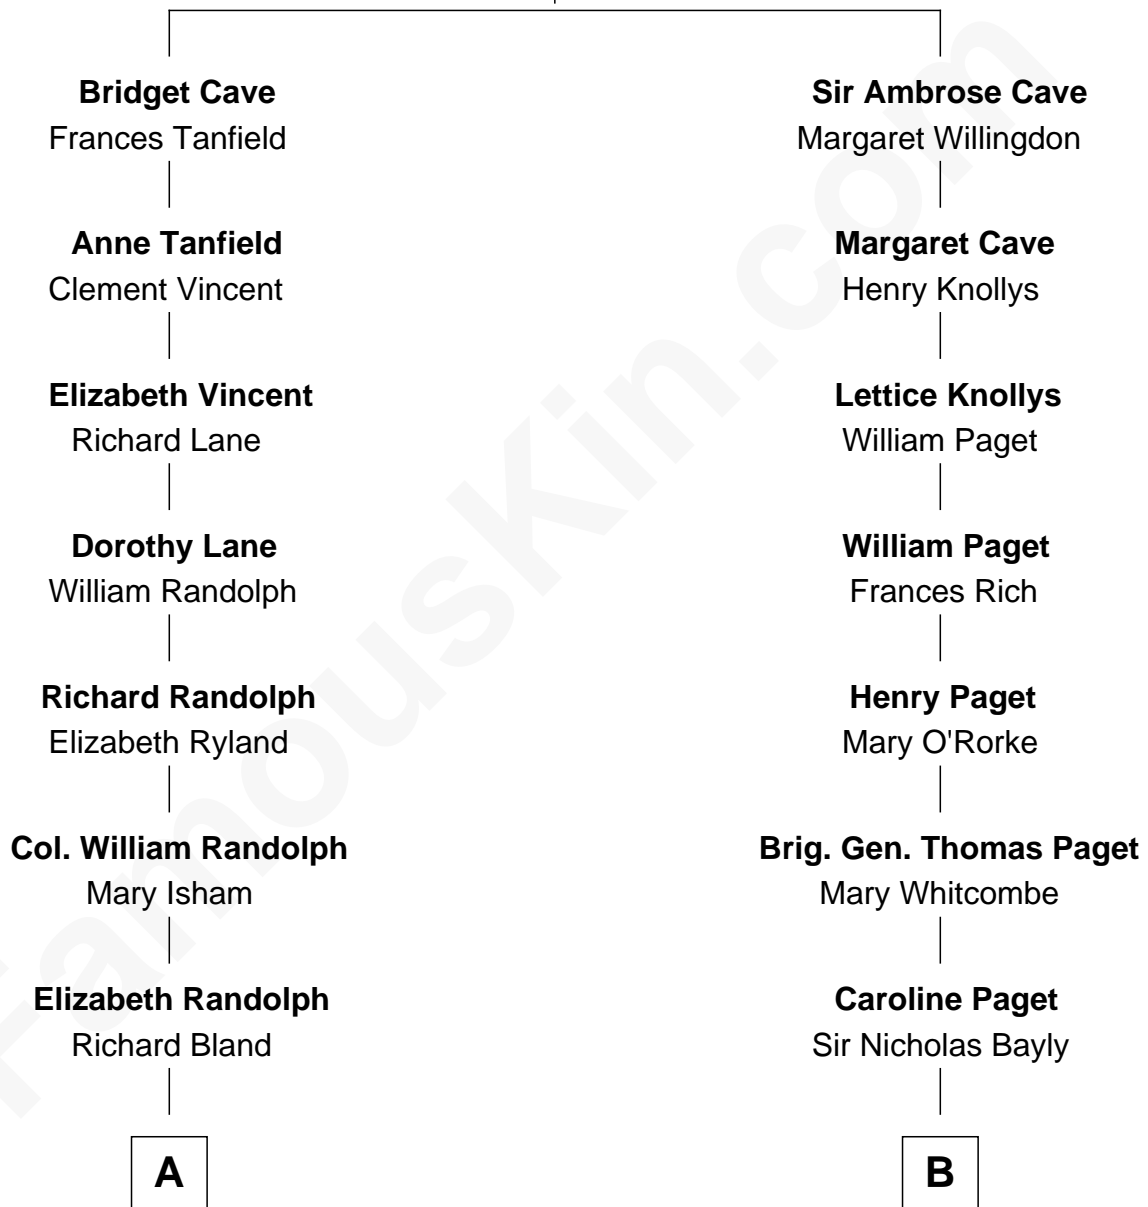 Bridget Cave
Frances Tanfield
Anne Tanfield
Clement Vincent
Elizabeth Vincent
Richard Lane
Dorothy Lane
William Randolph
Richard Randolph
Elizabeth Ryland
Col. William Randolph
Mary Isham
Elizabeth Randolph
Richard Bland
A
Sir Ambrose Cave
Margaret Willingdon
Margaret Cave
Henry Knollys
Lettice Knollys
William Paget
William Paget
Frances Rich
Henry Paget
Mary O'Rorke
Brig. Gen. Thomas Paget
Mary Whitcombe
Caroline Paget
Sir Nicholas Bayly
B
FamousKin.com